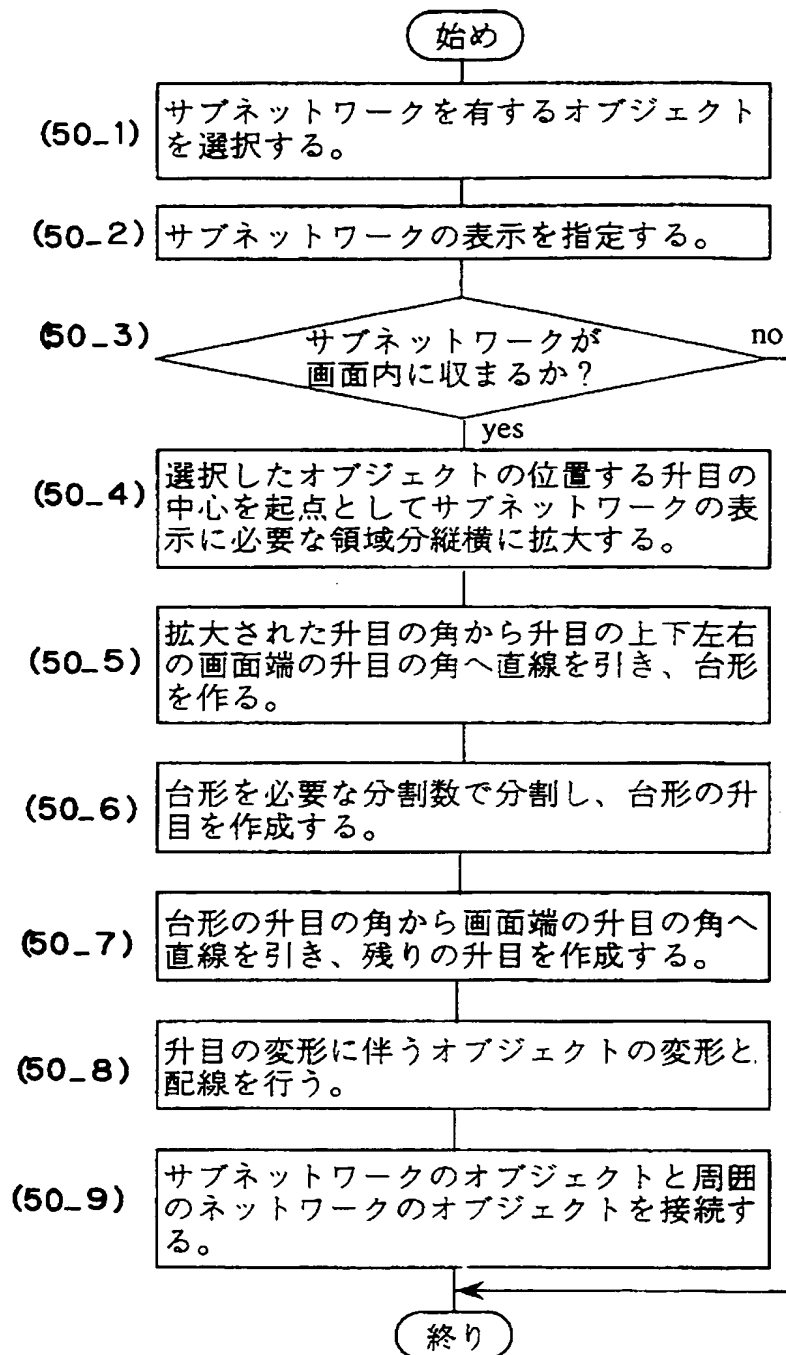 始め
(50_1)
サブネットワークを有するオブジェクト
を選択する。
(50_2)
サブネットワークの表示を指定する。
(50_3)
サブネットワークが
画面内に収まるか?
no
yes
(50_4)
選択したオブジェクトの位置する升目の
中心を起点としてサブネットワークの表
示に必要な領域分縦横に拡大する。
(50_5)
拡大された升目の角から升目の上下左右
の画面端の升目の角へ直線を引き、台形
を作る。
(50_6)
台形を必要な分割数で分割し、台形の升
目を作成する。
(50_7)
台形の升目の角から画面端の升目の角へ
直線を引き、残りの升目を作成する。
(50_8)
升目の変形に伴うオブジェクトの変形と
配線を行う。
(50_9)
サブネットワークのオブジェクトと周囲
のネットワークのオブジェクトを接続す
る。
終り